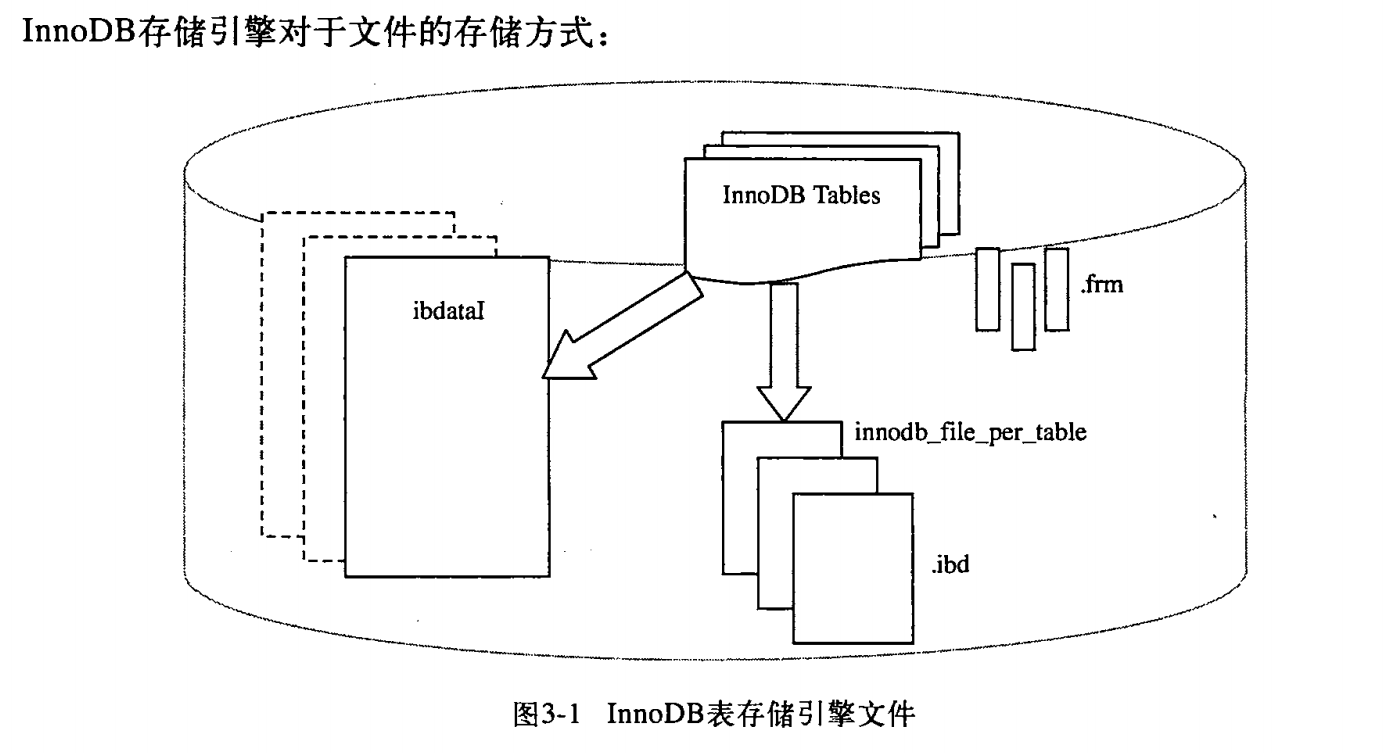 InnoDB存储引擎对于文件的存储方式：
InnoDB Tables
ibdataI
.frm
innodb_file_per_table
.ibd
图3-1 InnoDB表存储引擎文件